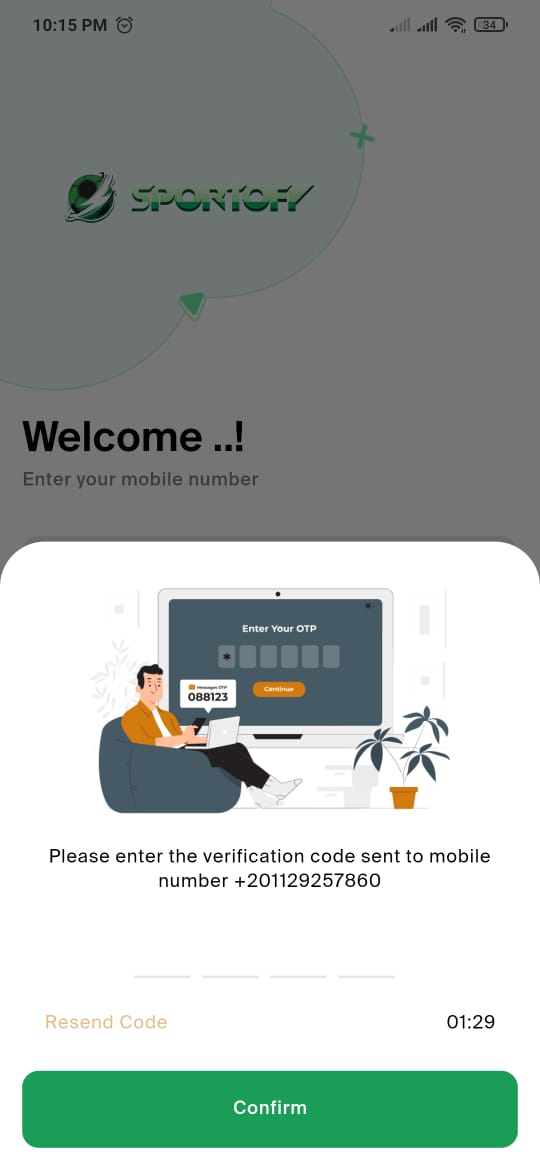 10:15 PM
34
SPORTOFY
Welcome ..!
Enter your mobile number
Enter Your OTP
*
Messages OTP
088123
Continue
Please enter the verification code sent to mobile
number +201129257860
Resend Code
01:29
Confirm